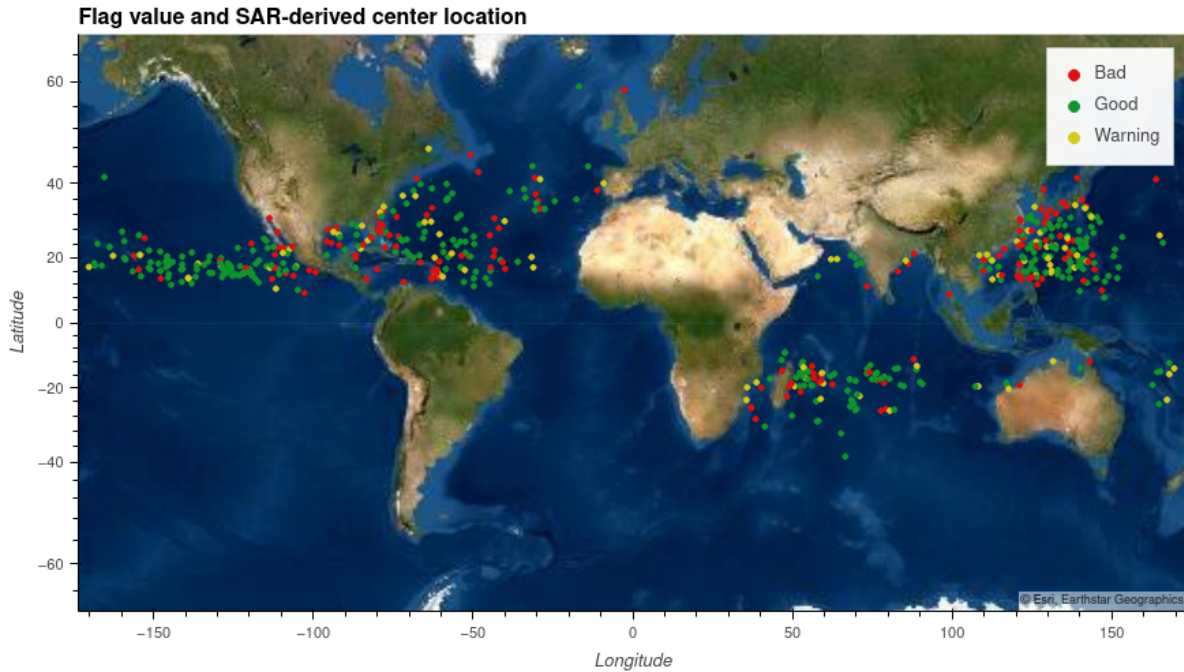 Flag value and SAR-derived center location
Bad
Good
Warning
60
40
20
0
−20
−40
−60
Latitude
© Esri, Earthstar Geographics
−150
−100
−50
0
50
100
150
Longitude